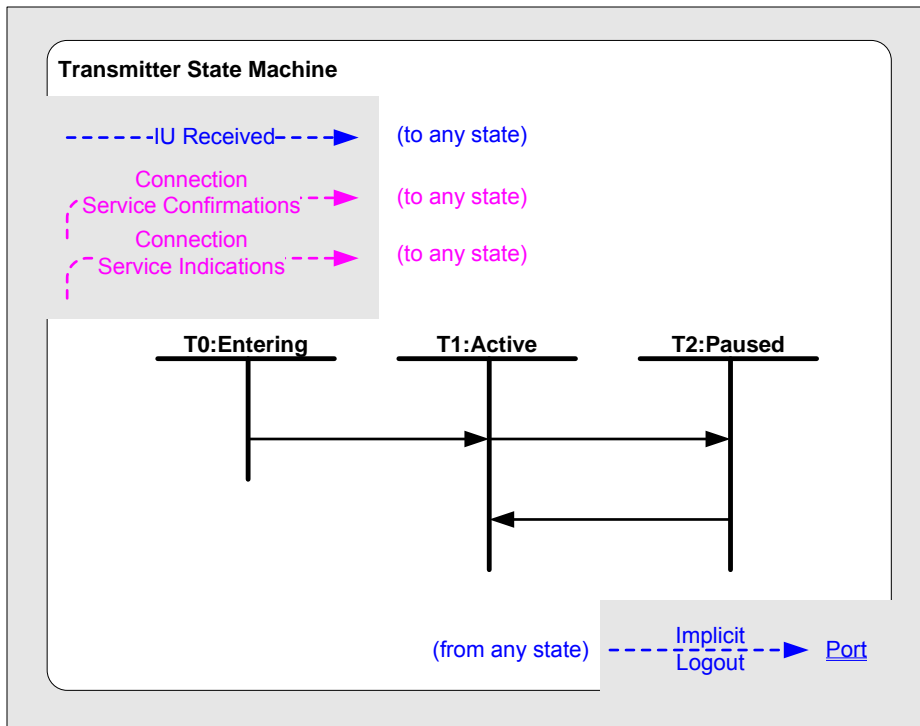 Transmitter State Machine
IU Received (to any state)
Connection
Service Confirmations (to any state)
Connection
Service Indications (to any state)
T0:Entering T1:Active T2:Paused
(from any state) Implicit Logout Port